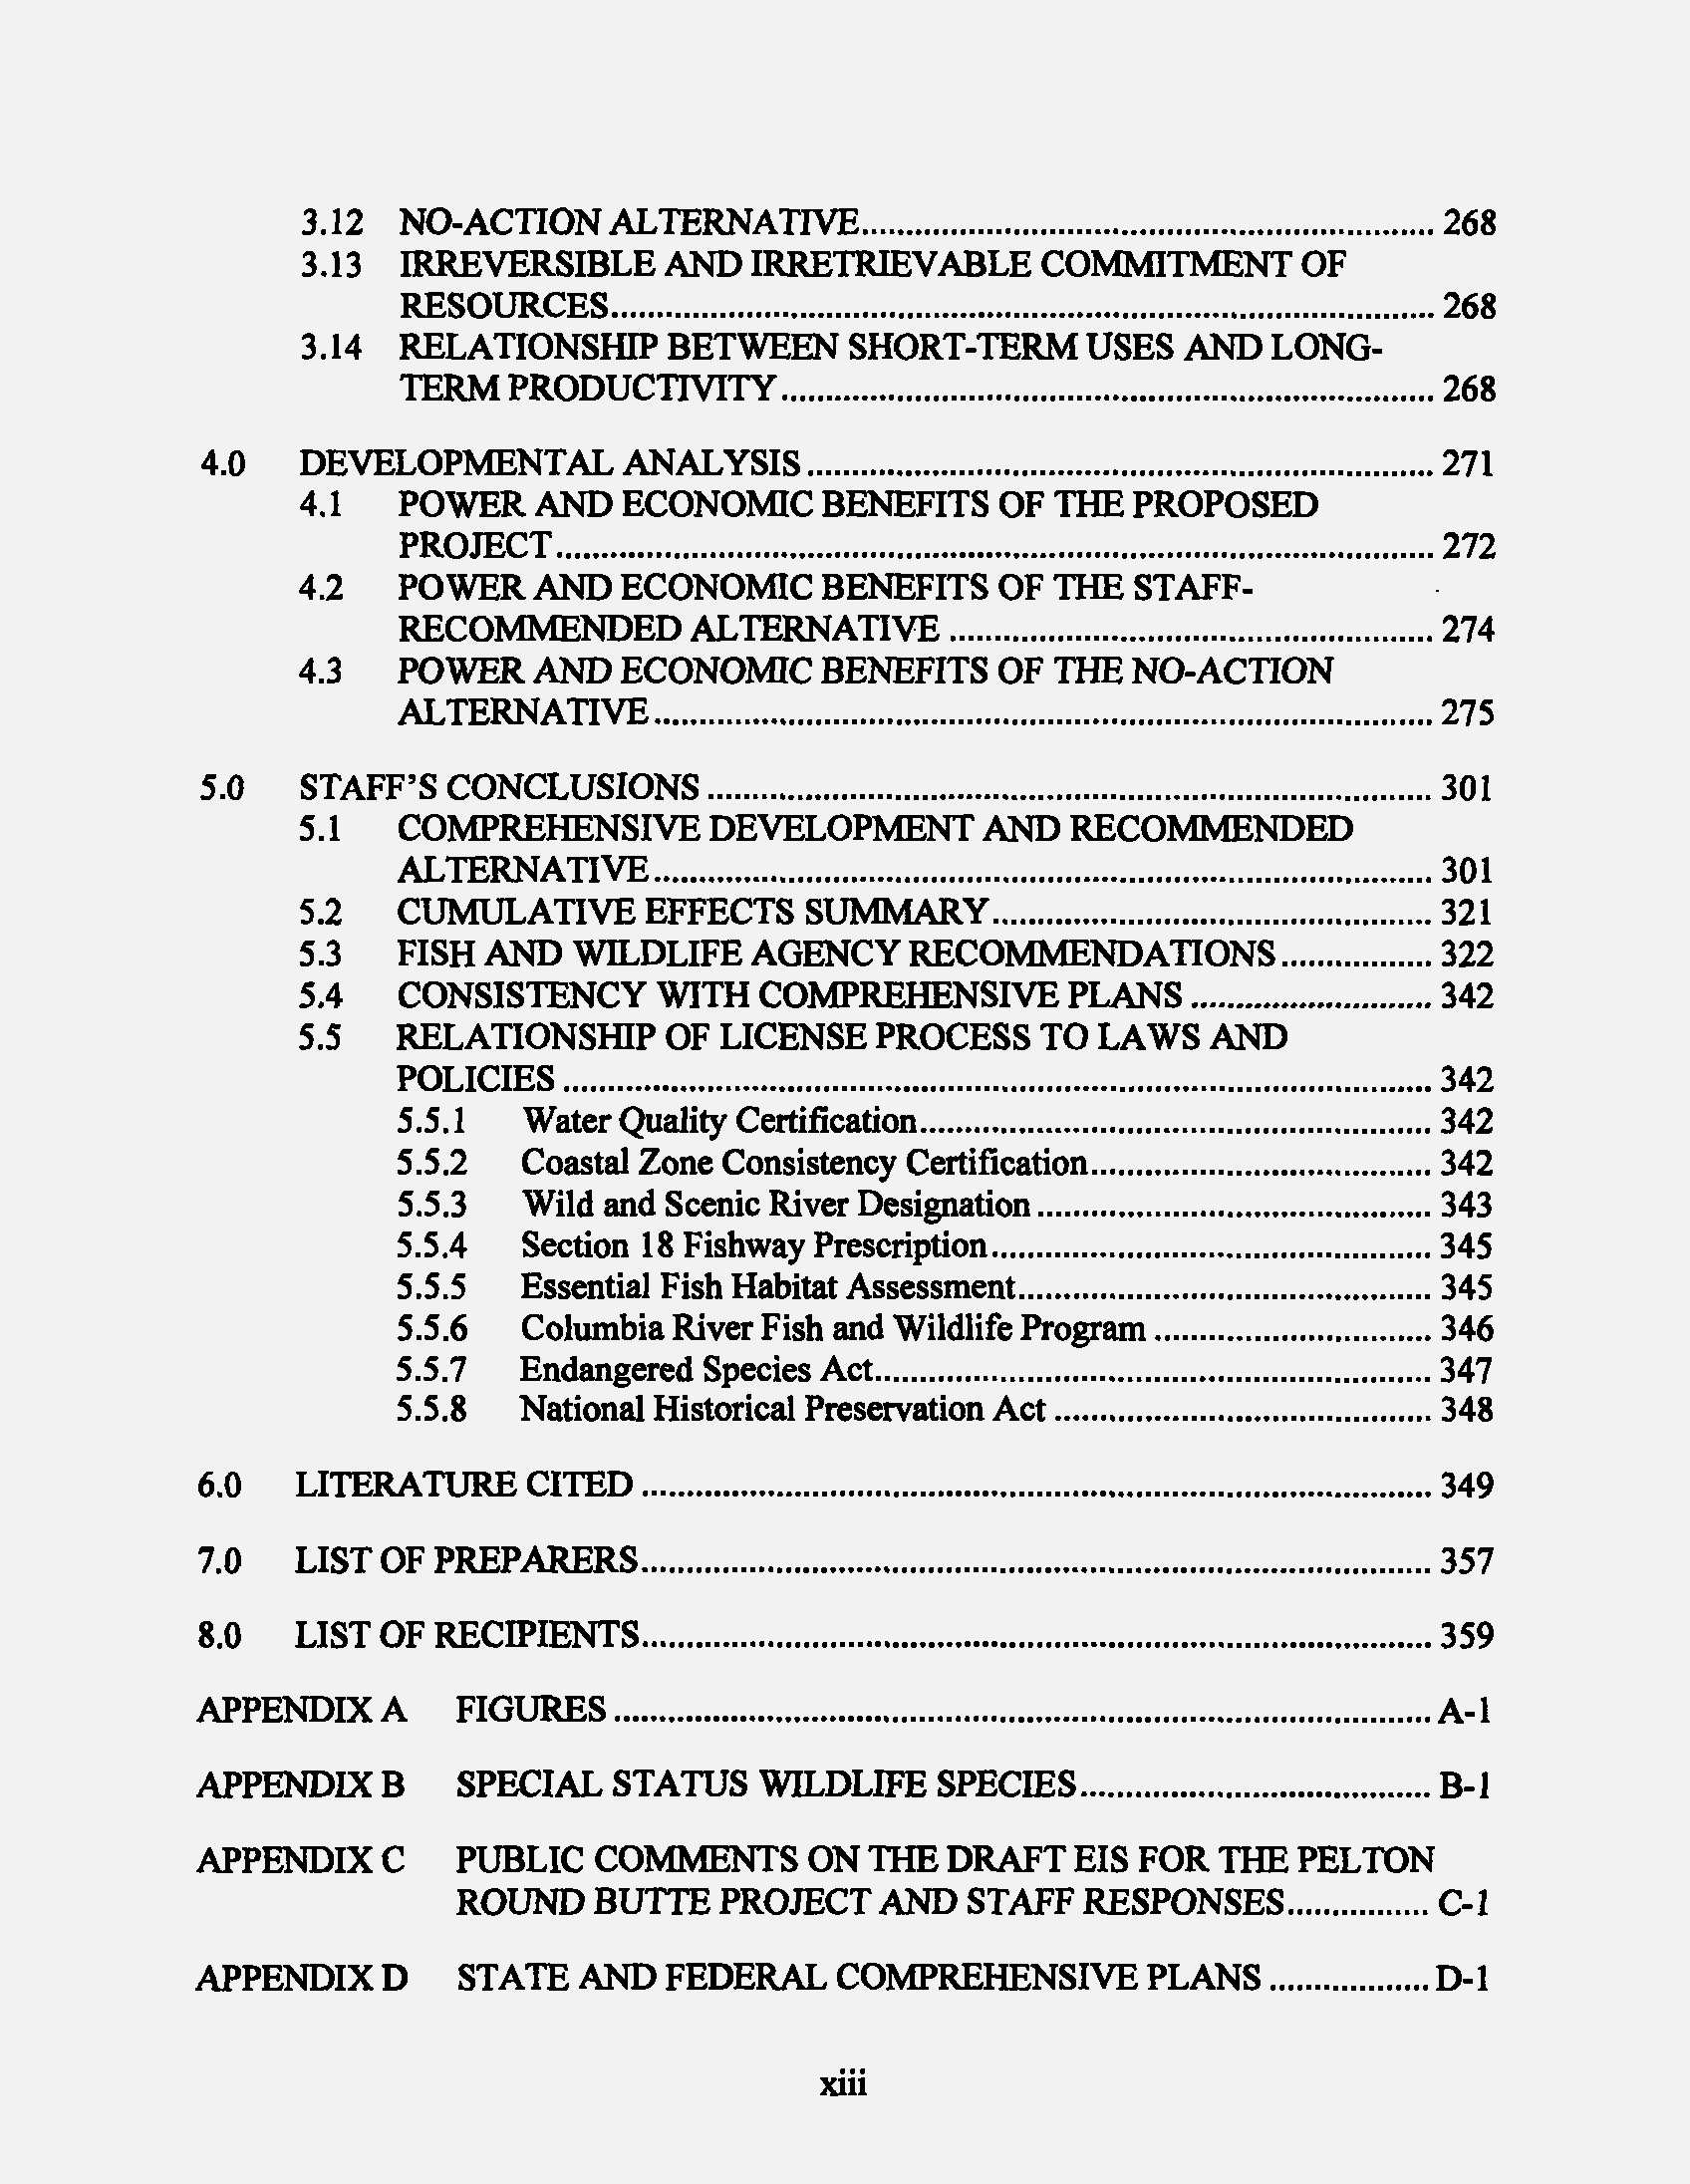 3.12 NO-ACTION ALTERNATIVE................................................................ 268
3.13 IRREVERSIBLE AND IRRETRIEVABLE COMMITMENT OF
RESOURCES............................................................................................ 268
3.14 RELATIONSHIP BETWEEN SHORT-TERM USES AND LONG-
TERM PRODUCTIVITY......................................................................... 268
4.0 DEVELOPMENTAL ANALYSIS...................................................................... 271
4.1 POWER AND ECONOMIC BENEFITS OF THE PROPOSED
PROJECT.................................................................................................. 272
4.2 POWER AND ECONOMIC BENEFITS OF THE STAFF-
RECOMMENDED ALTERNATIVE ...................................................... 274
4.3 POWER AND ECONOMIC BENEFITS OF THE NO-ACTION
ALTERNATIVE....................................................................................... 275
5.0 STAFF'S CONCLUSIONS ................................................................................. 301
5.1 COMPREHENSIVE DEVELOPMENT AND RECOMMENDED
ALTERNATIVE....................................................................................... 301
5.2 CUMULATIVE EFFECTS SUMMARY................................................. 321
5.3 FISH AND WILDLIFE AGENCY RECOMMENDATIONS................. 322
5.4 CONSISTENCY WITH COMPREHENSIVE PLANS ........................... 342
5.5 RELATIONSHIP OF LICENSE PROCESS TO LAWS AND
POLICIES ................................................................................................. 342
5.5.1 Water Quality Certification......................................................... 342
5.5.2 Coastal Zone Consistency Certification...................................... 342
5.5.3 Wild and Scenic River Designation ............................................ 343
5.5.4 Section 18 Fishway Prescription................................................. 345
5.5.5 Essential Fish Habitat Assessment.............................................. 345
5.5.6 Columbia River Fish and Wildlife Program ............................... 346
5.5.7 Endangered Species Act.............................................................. 347
5.5.8 National Historical Preservation Act .......................................... 348
6.0 LITERATURE CITED ........................................................................................ 349
7.0 LIST OF PREPARERS........................................................................................ 357
8.0 LIST OF RECIPIENTS........................................................................................ 359
APPENDIX A FIGURES ........................................................................................... A-1
APPENDIX B SPECIAL STATUS WILDLIFE SPECIES....................................... B-1
APPENDIX C PUBLIC COMMENTS ON THE DRAFT EIS FOR THE PELTON
ROUND BUTTE PROJECT AND STAFF RESPONSES................ C-1
APPENDIX D STATE AND FEDERAL COMPREHENSIVE PLANS .................. D-1
xiii